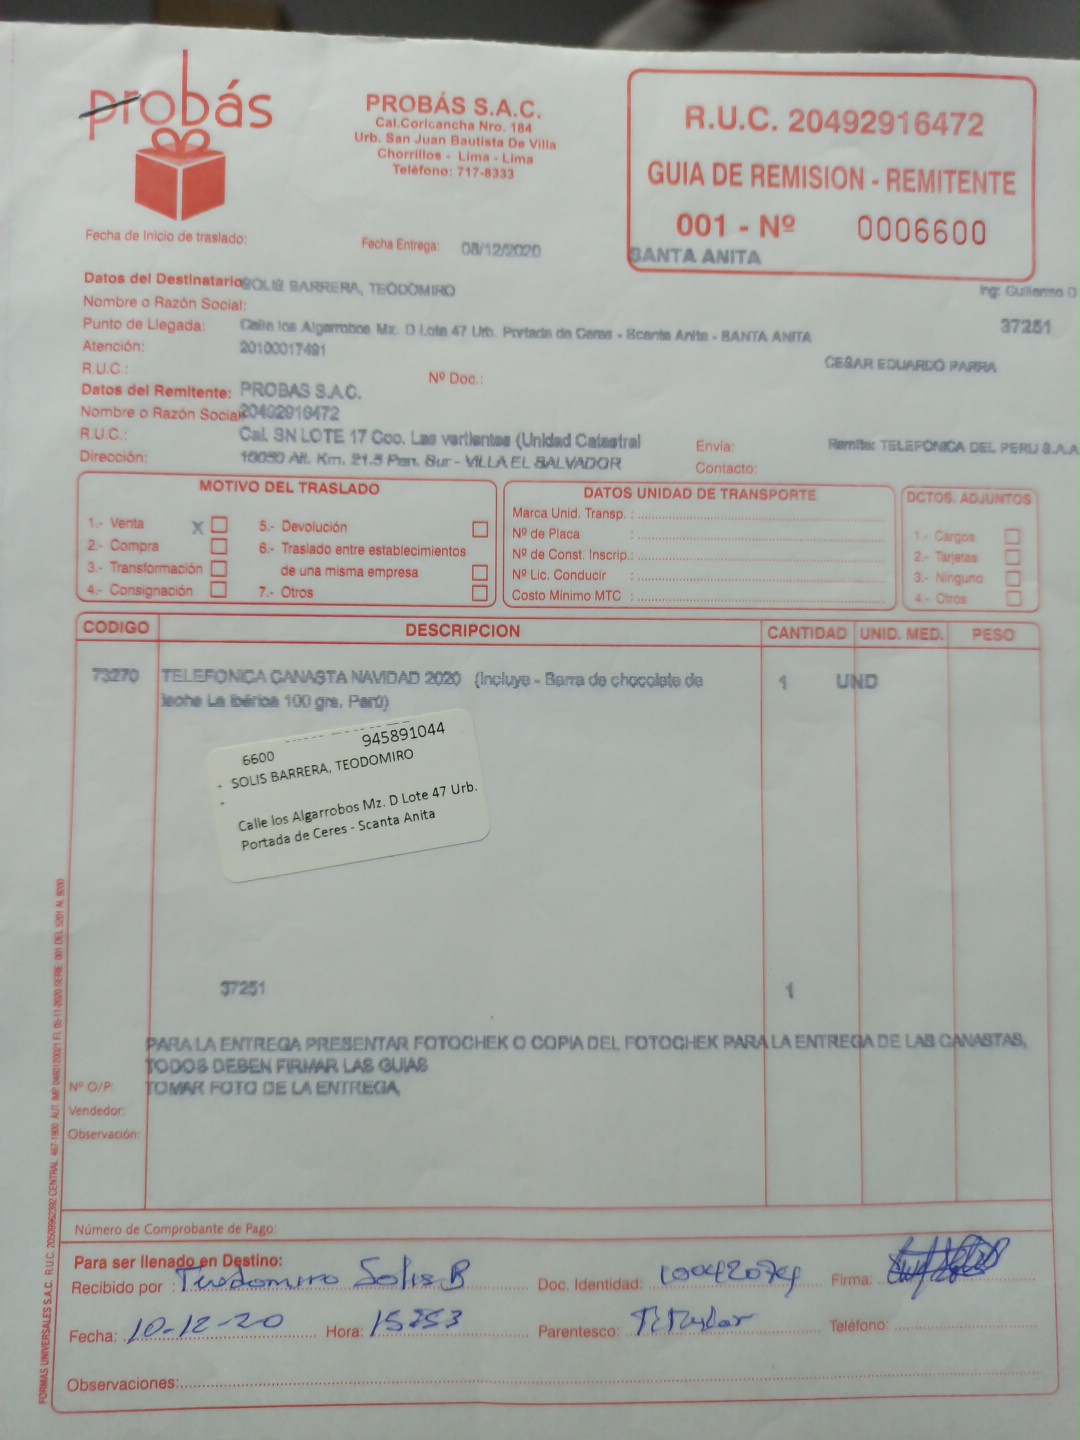 probás
PROBÁS S.A.C.
Cal.Coricancha Nro. 184
Urb. San Juan Bautista De Villa
Chorrillos - Lima - Lima
Teléfono: 717-8333
R.U.C. 20492916472
GUIA DE REMISION - REMITENTE
001 - Nº 0006600
SANTA ANITA
Fecha de Inicio de traslado:
Fecha Entrega: 08/12/2020
Datos del Destinatario SOLIS BARRERA, TEODOMIRO
Ing: Guillermo D
Nombre o Razón Social:
37251
Punto de Llegada: Calle los Algarrobos Mz. D Lote 47 Urb. Portada de Ceres - Scanta Anita - SANTA ANITA
Atención: 20100017491
CESAR EDUARDO PARRA
R.U.C.:
Nº Doc.:
Datos del Remitente: PROBAS S.A.C.
Nombre o Razón Social 20492916472
R.U.C.: Cal. SN LOTE 17 Coo. Las vertientes (Unidad Catastral
Envía: Remite: TELEFONICA DEL PERU S.A.A
Dirección: 10050 Alt. Km. 21.5 Pan. Sur - VILLA EL SALVADOR
Contacto:
MOTIVO DEL TRASLADO
1.- Venta X
2.- Compra
3.- Transformación
4.- Consignación
5.- Devolución
6.- Traslado entre establecimientos
de una misma empresa
7.- Otros
DATOS UNIDAD DE TRANSPORTE
Marca Unid. Transp. :
Nº de Placa :
Nº de Const. Inscrip.:
Nº Lic. Conducir :
Costo Mínimo MTC :
DCTOS. ADJUNTOS
1.- Cargos
2.- Tarjetas
3.- Ninguno
4.- Otros
CODIGO DESCRIPCION CANTIDAD UNID. MED. PESO
73270 TELEFONICA CANASTA NAVIDAD 2020 (Incluye - Barra de chocolate de 1 UND
leche La Ibérica 100 grs. Perú)
6600 945891044
- SOLIS BARRERA, TEODOMIRO
-
Calle los Algarrobos Mz. D Lote 47 Urb.
Portada de Ceres - Scanta Anita
37251 1
PARA LA ENTREGA PRESENTAR FOTOCHEK O COPIA DEL FOTOCHEK PARA LA ENTREGA DE LAS CANASTAS,
TODOS DEBEN FIRMAR LAS GUIAS
Nº O/P: TOMAR FOTO DE LA ENTREGA
Vendedor:
Observación:
Número de Comprobante de Pago:
Para ser llenado en Destino:
Recibido por : Teodomiro Solis B Doc. Identidad: 10042074 Firma:
Fecha: 10-12-20 Hora: Parentesco: Teléfono:
Observaciones: